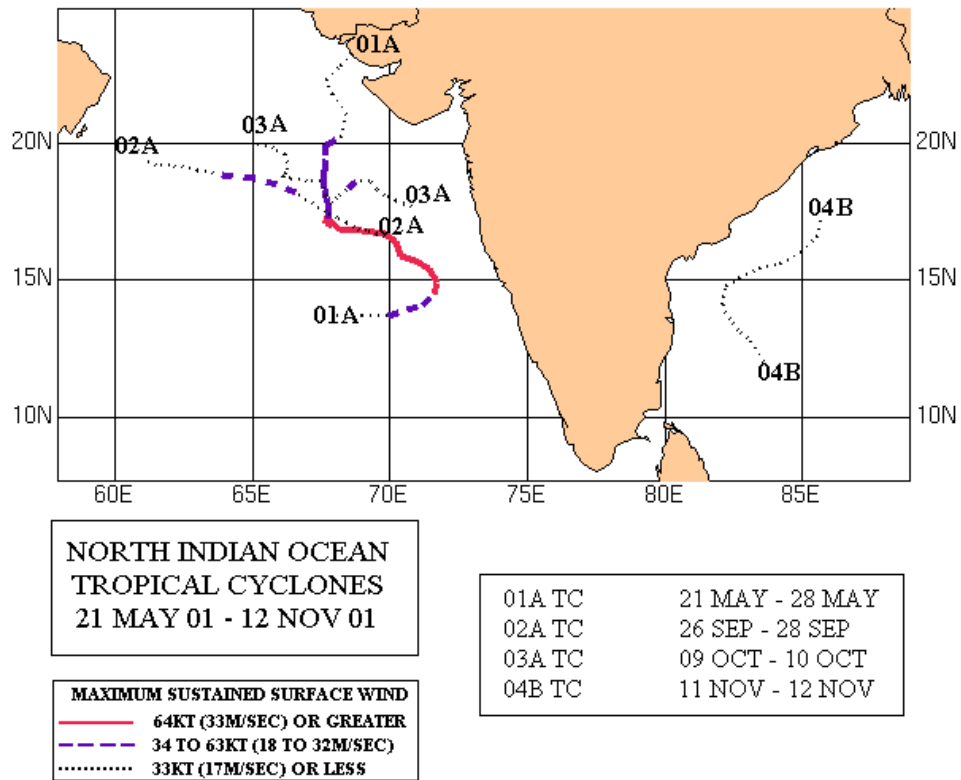 01A
20N
03A
02A
20N
03A
02A
04B
15N
15N
01A
04B
10N
10N
60E 65E 70E 75E 80E 85E
NORTH INDIAN OCEAN
TROPICAL CYCLONES
21 MAY 01 - 12 NOV 01
01A TC 21 MAY - 28 MAY
02A TC 26 SEP - 28 SEP
03A TC 09 OCT - 10 OCT
04B TC 11 NOV - 12 NOV
MAXIMUM SUSTAINED SURFACE WIND
64KT (33M/SEC) OR GREATER
34 TO 63KT (18 TO 32M/SEC)
33KT (17M/SEC) OR LESS